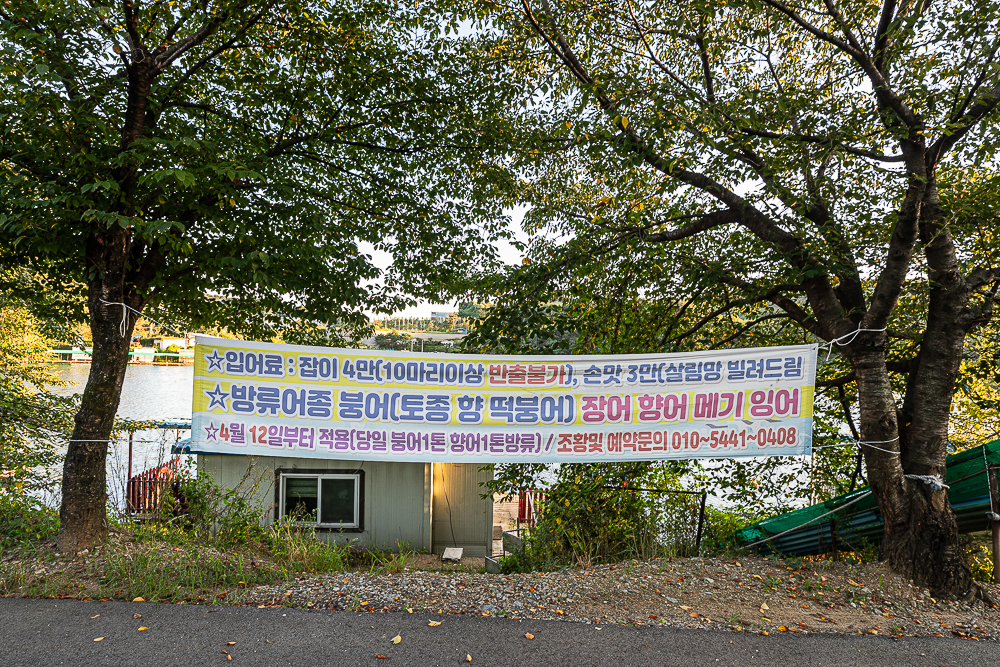 ☆입어료 : 잡이 4만(10마리이상 반출불가), 손맛 3만(살림망 빌려드림
☆방류어종 붕어(토종 향 떡붕어) 장어 향어 메기 잉어
☆4월 12일부터 적용(당일 붕어1톤 향어1톤방류) / 조황및 예약문의 010~5441~0408